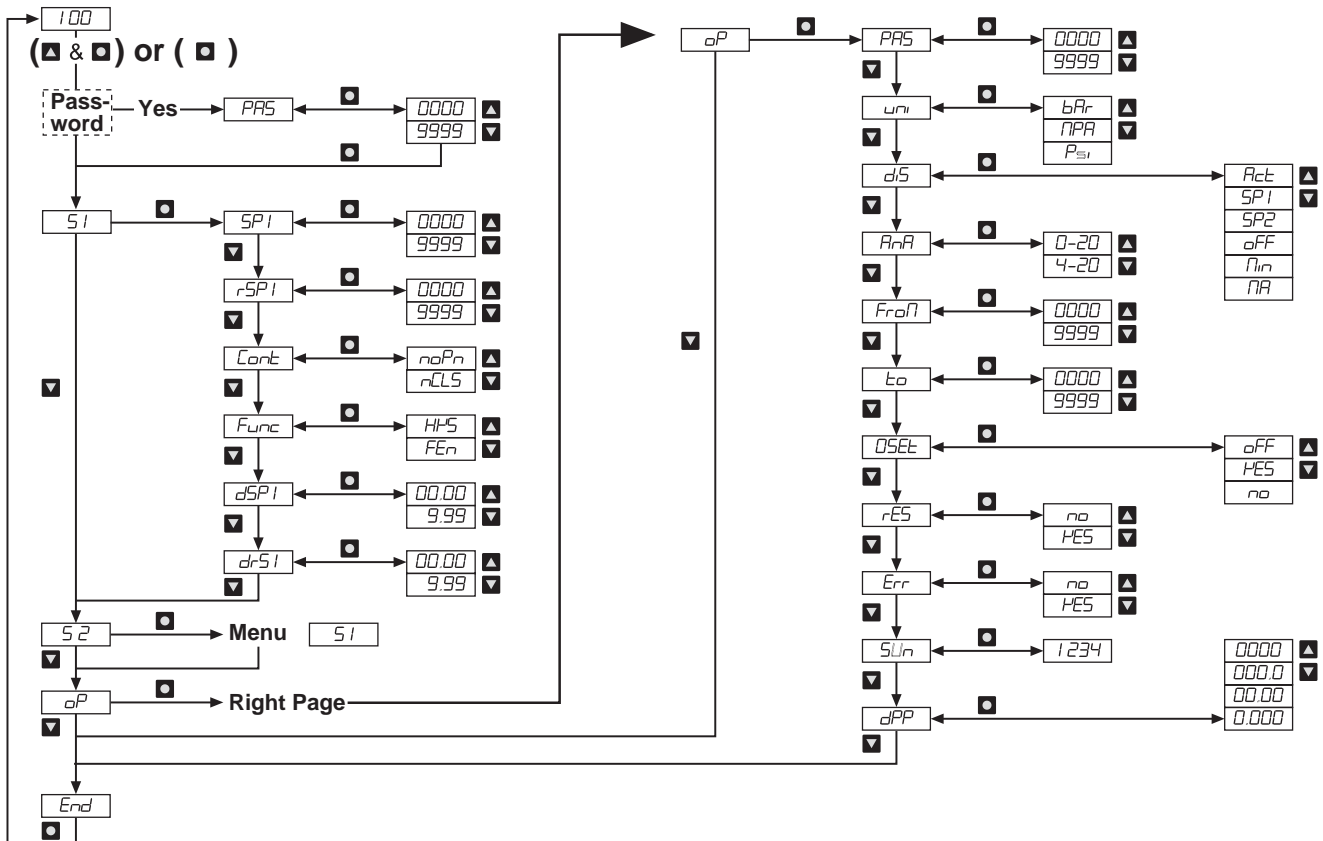 100
(▲ & ●) or ( ● )
Pass-
word
Yes
PAS
0000
9999
S1
SP1
0000
9999
rSP1
0000
9999
Cont
noPn
nCLS
Func
HYS
FEn
dSP1
00.00
9.99
drS1
00.00
9.99
S2
Menu
S1
oP
Right Page
End
oP
PAS
0000
9999
uni
bAr
MPA
Psi
diS
Act
SP1
SP2
oFF
Min
MA
AnA
0-20
4-20
FroM
0000
9999
to
0000
9999
OSEt
oFF
YES
no
rES
no
YES
Err
no
YES
SUn
1234
dPP
0000
000.0
00.00
0.000